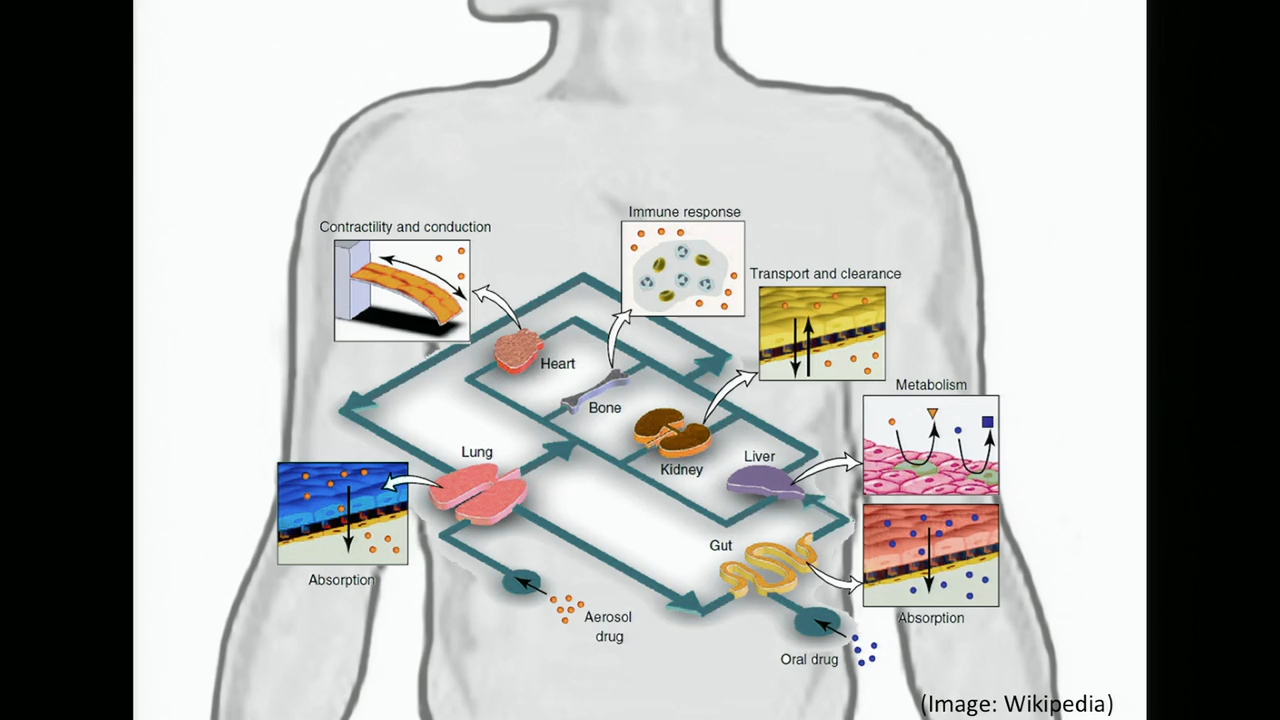 Immune response
Contractility and conduction
Transport and clearance
Heart
Metabolism
Bone
Lung
Liver
Kidney
Gut
Absorption
Aerosol
drug
Absorption
Oral drug
(Image: Wikipedia)